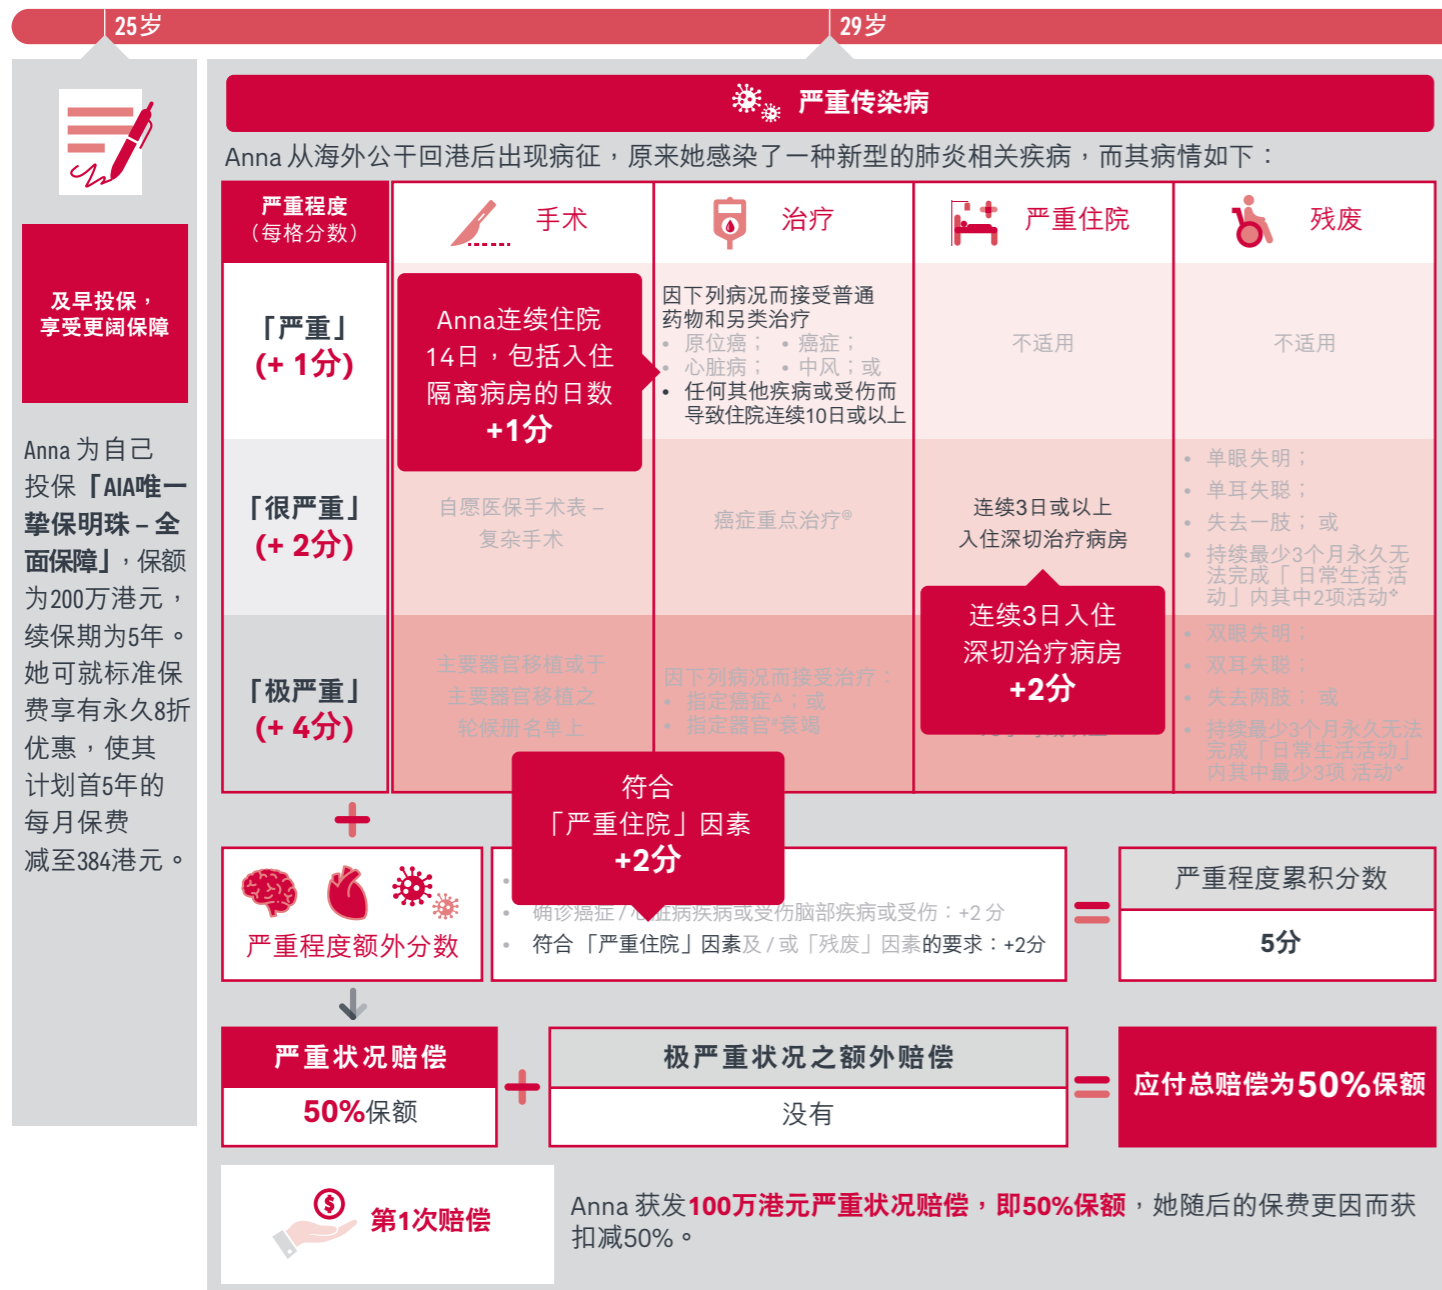 25岁
29岁
及早投保，
享受更阔保障
Anna 为自己
投保「AIA唯一
挚保明珠 – 全
面保障」，保额
为200万港元，
续保期为5年。
她可就标准保
费享有永久8折
优惠，使其
计划首5年的
每月保费
减至384港元。
严重传染病
Anna 从海外公干回港后出现病征，原来她感染了一种新型的肺炎相关疾病，而其病情如下：
严重程度
（每格分数）
手术
治疗
严重住院
残废
「严重」
(+ 1分)
Anna连续住院
14日，包括入住
隔离病房的日数
+1分
因下列病况而接受普通
药物和另类治疗
• 原位癌； • 癌症；
• 心脏病； • 中风；或
• 任何其他疾病或受伤而
导致住院连续10日或以上
不适用
不适用
「很严重」
(+ 2分)
自愿医保手术表 –
复杂手术
癌症重点治疗@
连续3日或以上
入住深切治疗病房
• 单眼失明；
• 单耳失聪；
• 失去一肢； 或
• 持续最少3个月永久无
法完成「 日常生活 活
动」内其中2项活动❖
连续3日入住
深切治疗病房
+2分
「极严重」
(+ 4分)
主要器官移植或于
主要器官移植之
轮候册名单上
因下列病况而接受治疗：
• 指定癌症△；或
• 指定器官#衰竭
• 双眼失明；
• 双耳失聪；
• 失去两肢； 或
• 持续最少3个月永久无法
完成「日常生活活动」
内其中最少3项 活动❖
符合
「严重住院」因素
+2分
+
严重程度额外分数
• 确诊癌症 / 心脏病疾病或受伤脑部疾病或受伤：+2 分
• 符合「严重住院」因素及 / 或「残废」因素的要求：+2分
=
严重程度累积分数
5分
严重状况赔偿
50%保额
+
极严重状况之额外赔偿
没有
=
应付总赔偿为50%保额
第1次赔偿
Anna 获发100万港元严重状况赔偿，即50%保额，她随后的保费更因而获
扣减50%。